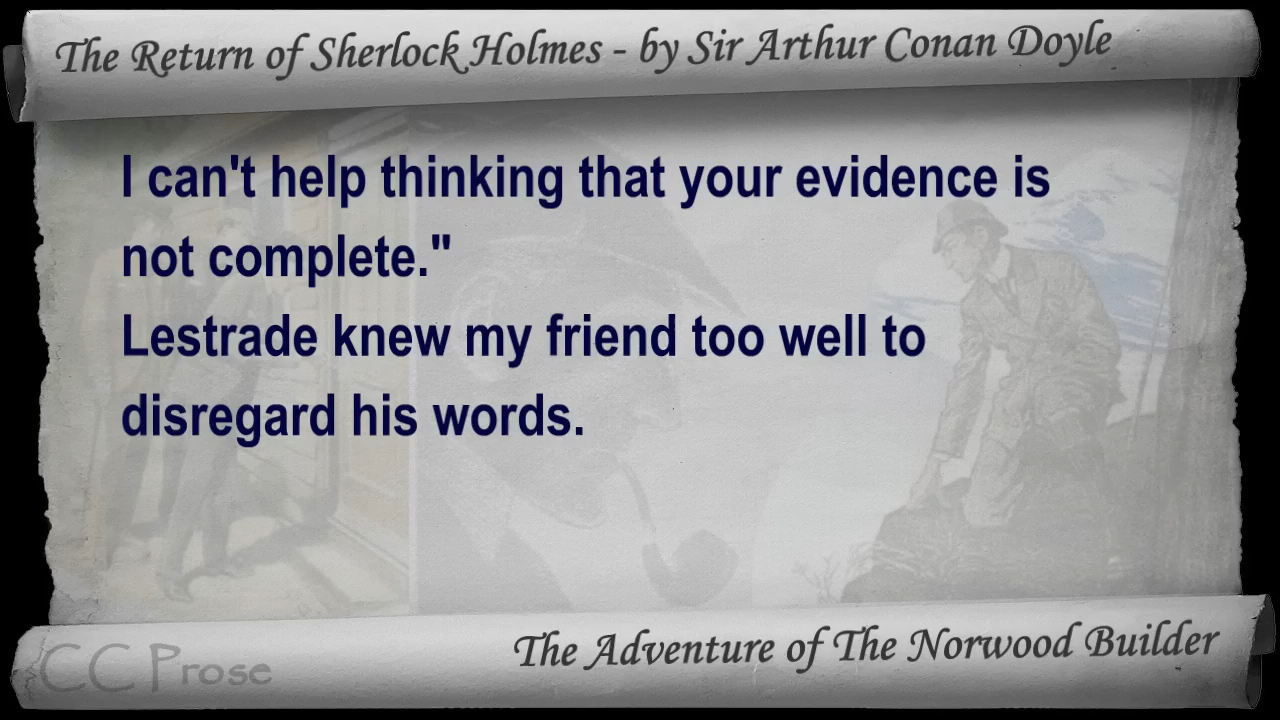 The Return of Sherlock Holmes - by Sir Arthur Conan Doyle
I can't help thinking that your evidence is
not complete."
Lestrade knew my friend too well to
disregard his words.
The Adventure of The Norwood Builder
CC Prose